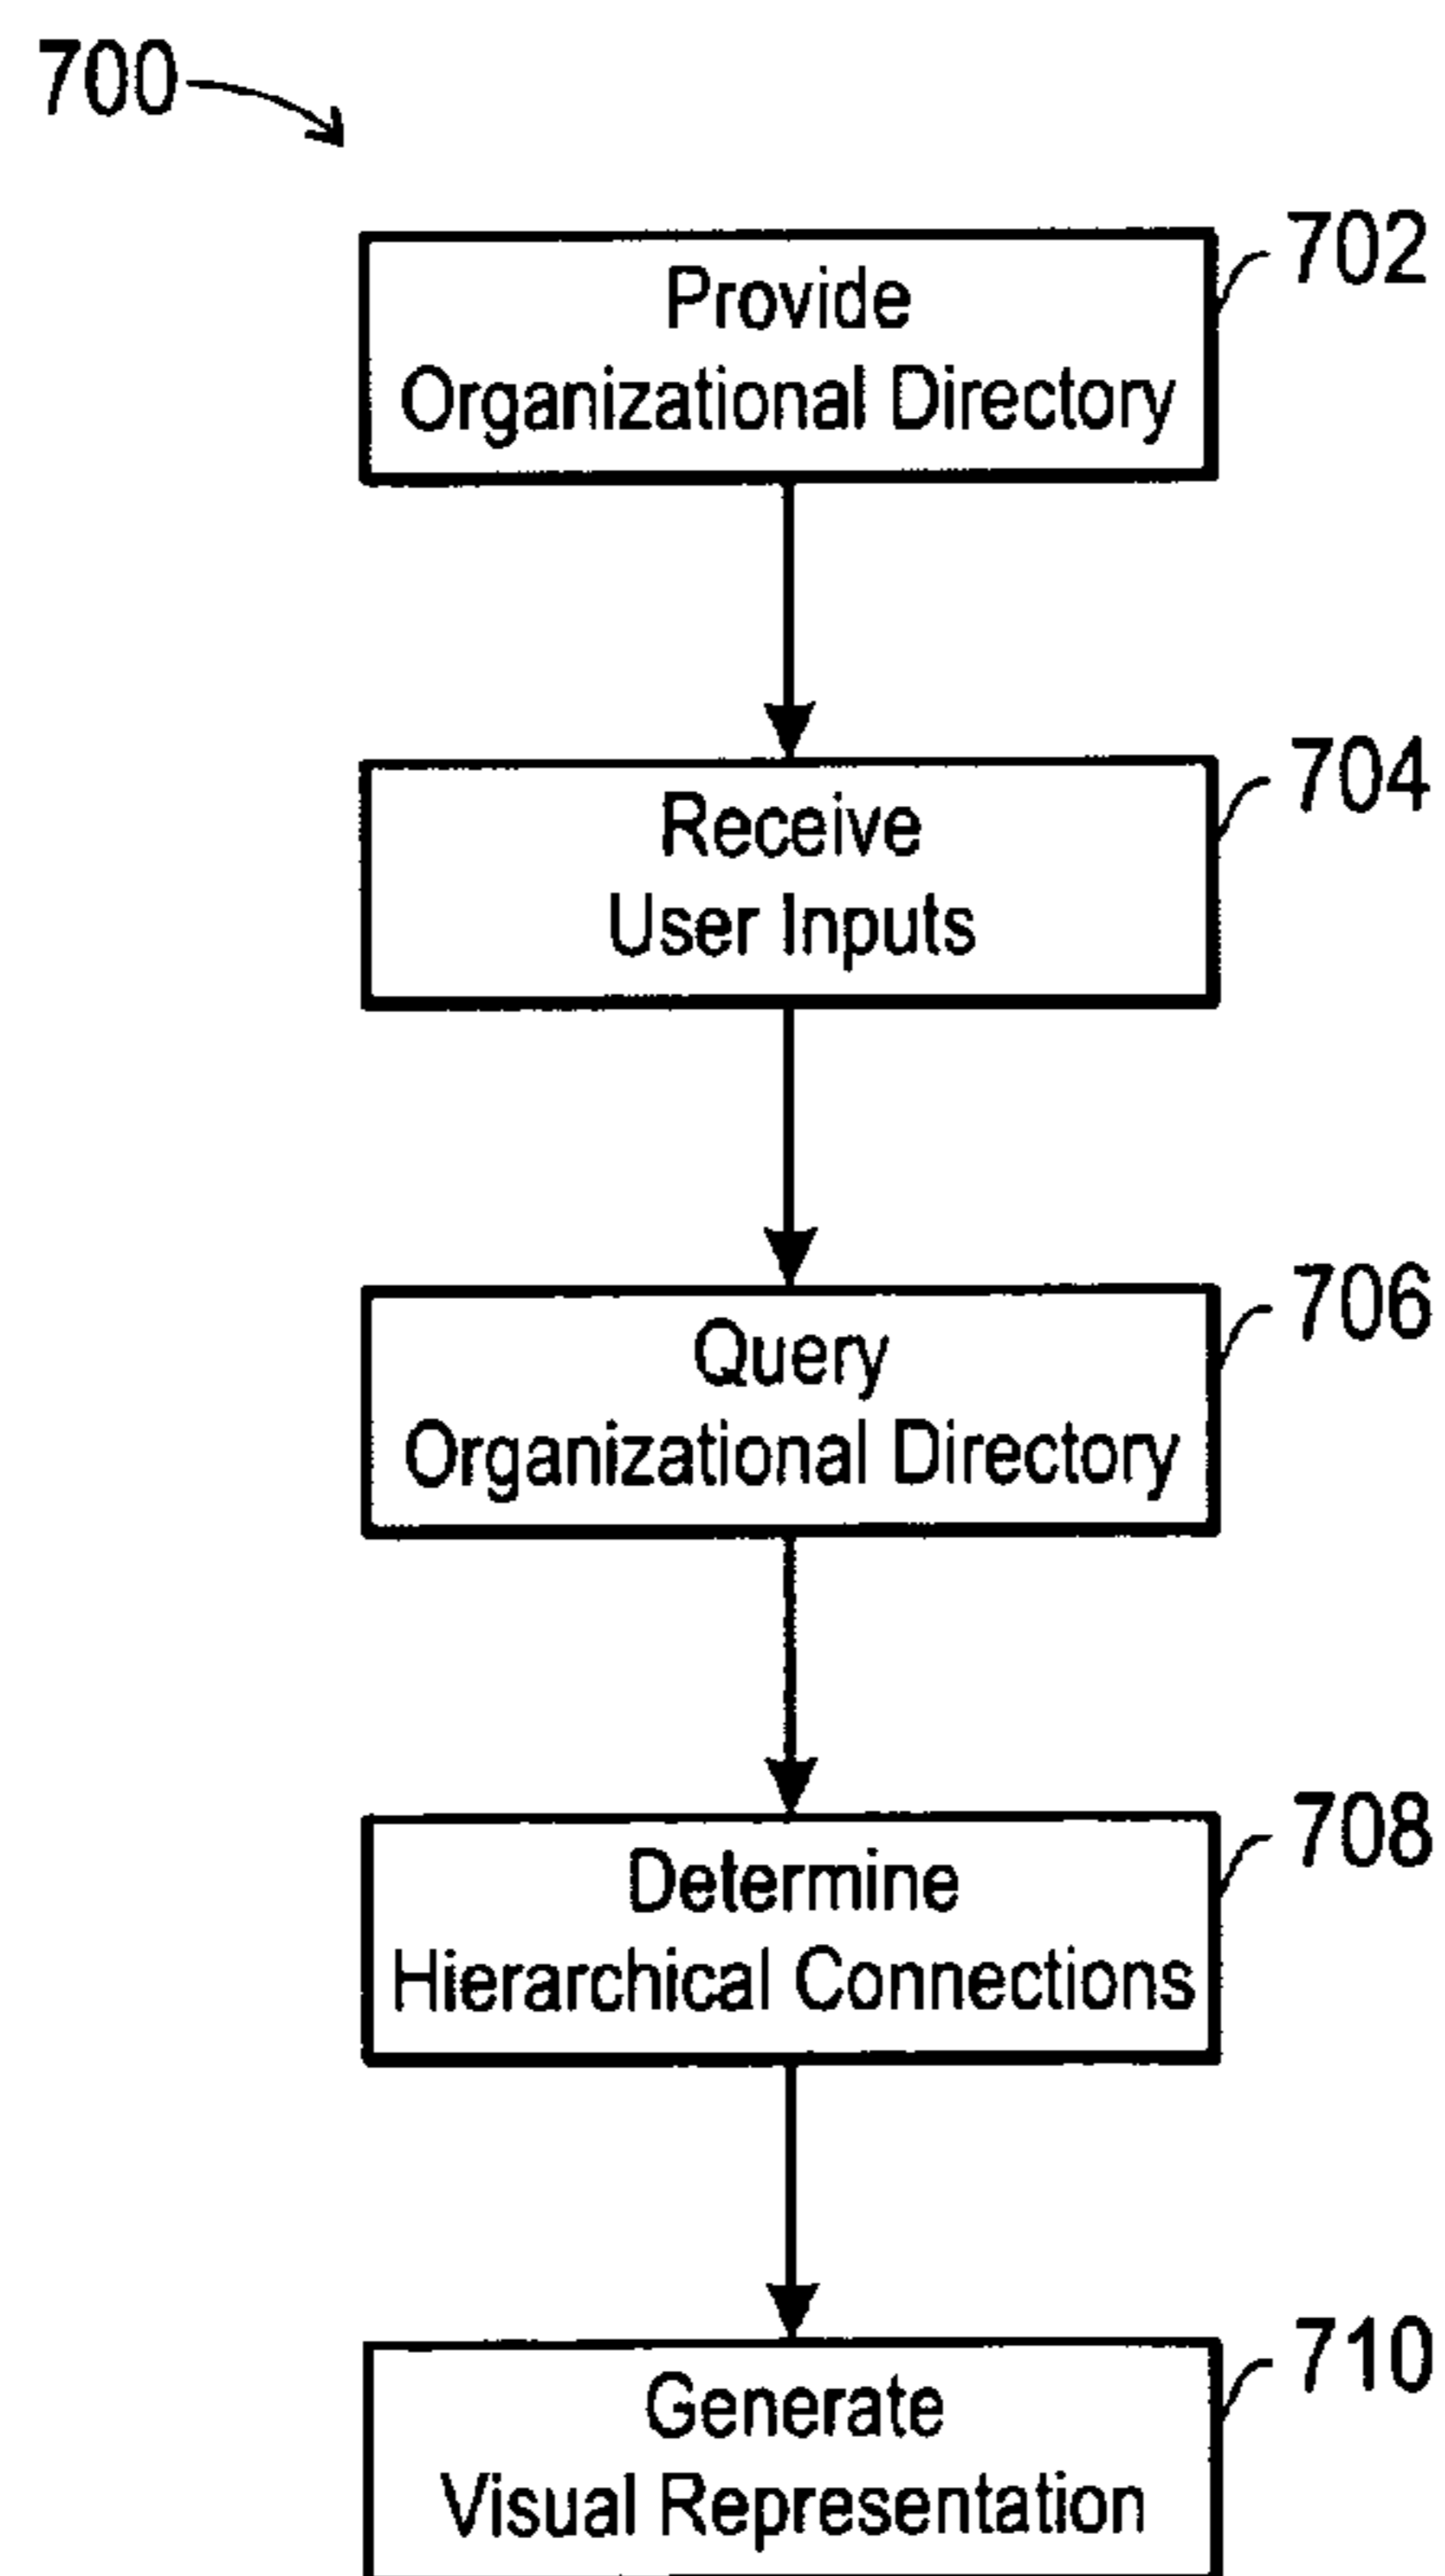 700
702
Provide
Organizational Directory
704
Receive
User Inputs
706
Query
Organizational Directory
708
Determine
Hierarchical Connections
710
Generate
Visual Representation